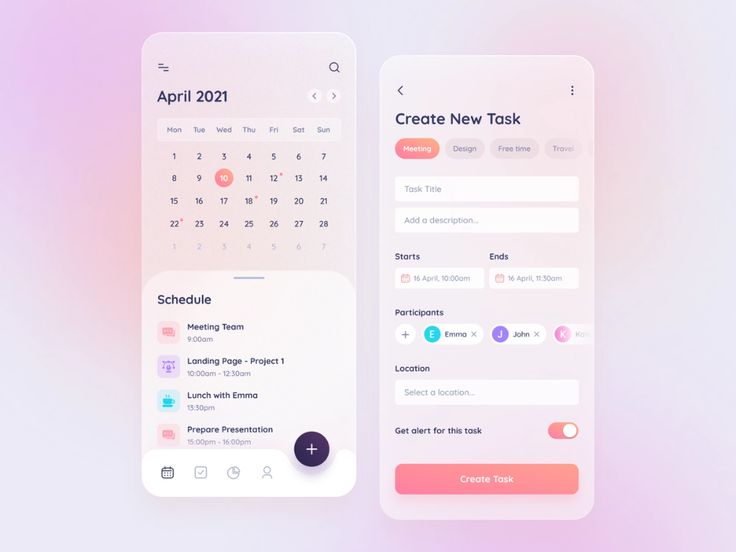 April 2021
Mon Tue Wed Thu Fri Sat Sun
1 2 3 4 5 6 7
8 9 10 11 12 13 14
15 16 17 18 19 20 21
22 23 24 25 26 27 28
1 2 3 4 5 6 7
Schedule
Meeting Team
9:00am
Landing Page - Project 1
10:00am - 12:30am
Lunch with Emma
13:30pm
Prepare Presentation
15:00pm - 16:00pm
Create New Task
Meeting Design Free time Travel
Task Title
Add a description...
Starts Ends
16 April, 10:00am 16 April, 11:30am
Participants
E Emma J John
Location
Select a location...
Get alert for this task
Create Task